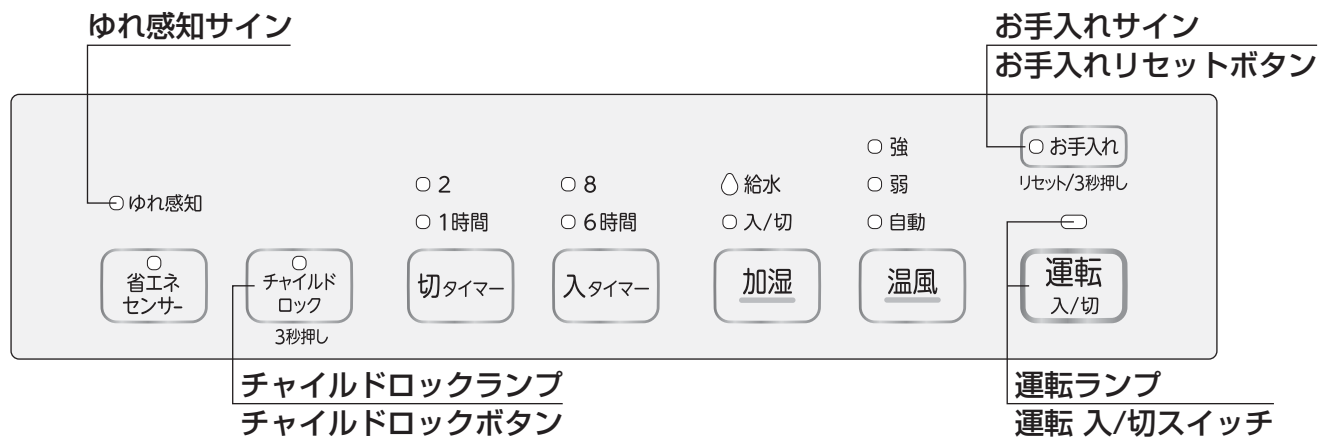 ゆれ感知サイン
お手入れサイン
お手入れリセットボタン
強
お手入れ
2
8
給水
弱
リセット/3秒押し
ゆれ感知
1時間
6時間
入/切
自動
省エネ
センサー
チャイルド
ロック
切タイマー
入タイマー
加湿
温風
運転
入/切
3秒押し
チャイルドロックランプ
チャイルドロックボタン
運転ランプ
運転 入/切スイッチ